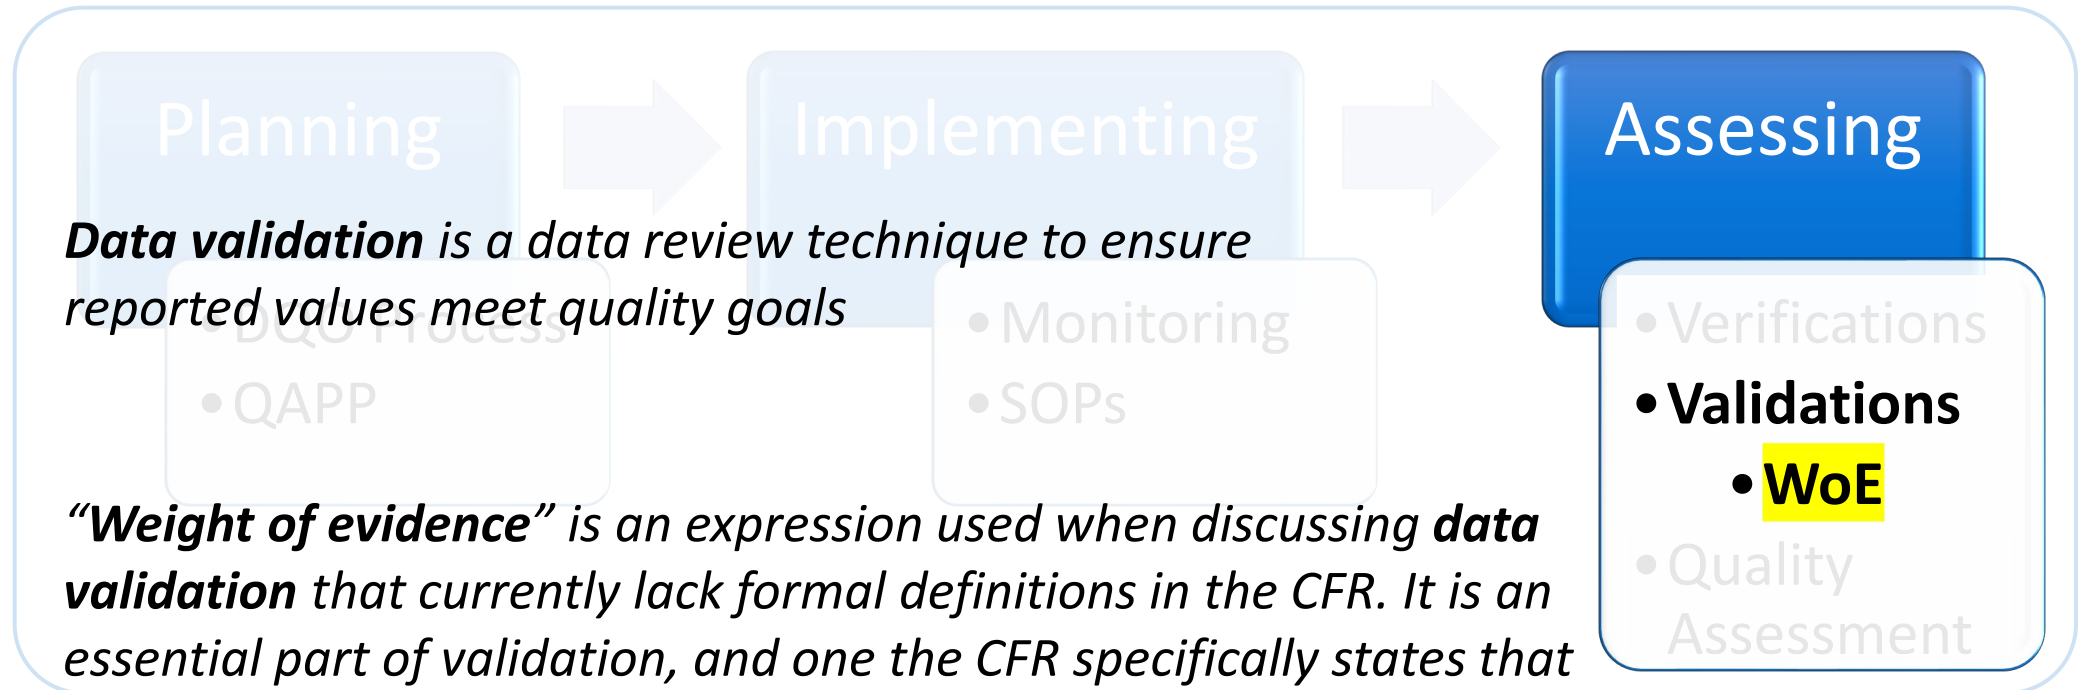 Planning
Implementing
Assessing
Data validation is a data review technique to ensure
reported values meet quality goals
• DQO Process
• QAPP
• Monitoring
• SOPs
• Verifications
• Validations
• WoE
• Quality
Assessment
“Weight of evidence” is an expression used when discussing data
validation that currently lack formal definitions in the CFR. It is an
essential part of validation, and one the CFR specifically states that